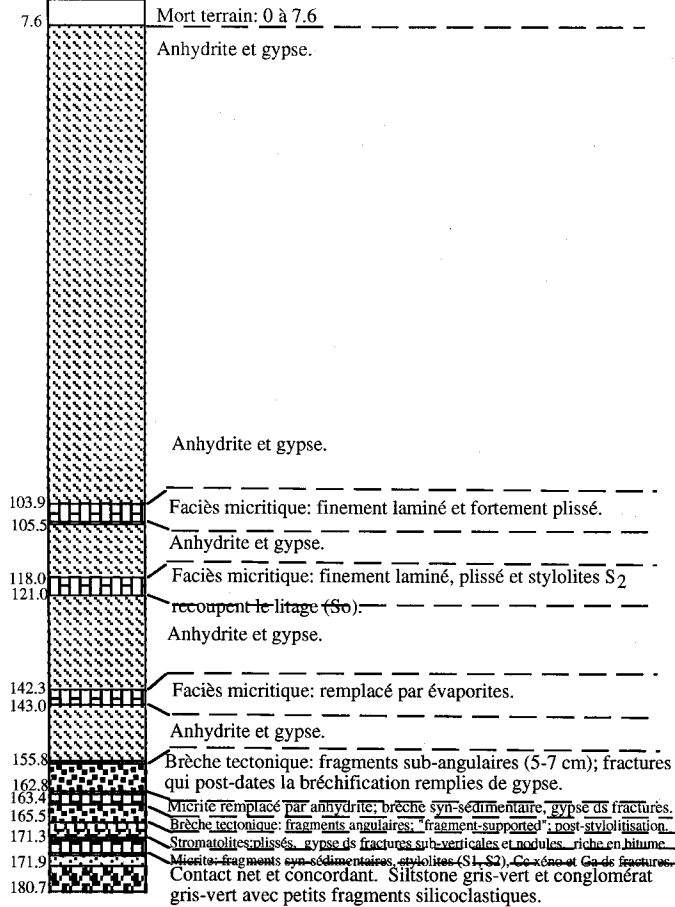 7.6
Mort terrain: 0 à 7.6
Anhydrite et gypse.
Anhydrite et gypse.
103.9
Faciès micritique: finement laminé et fortement plissé.
105.5
Anhydrite et gypse.
118.0
Faciès micritique: finement laminé, plissé et stylolites S2
121.0
recoupent le litage (So).
Anhydrite et gypse.
142.3
Faciès micritique: remplacé par évaporites.
143.0
Anhydrite et gypse.
155.8
Brèche tectonique: fragments sub-angulaires (5-7 cm); fractures
162.8
qui post-dates la bréchification remplies de gypse.
163.4
Micrite remplacé par anhydrite; brèche syn-sédimentaire, gypse ds fractures.
165.5
Brèche tectonique: fragments angulaires; "fragment-supported"; post-stylolitisation.
171.3
Stromatolites:plissés, gypse ds fractures sub-verticales et nodules, riche en bitume
171.9
Micrite: fragments syn-sédimentaires, stylolites (S1, S2), Cc xéno et Ga ds fractures.
Contact net et concordant. Siltstone gris-vert et conglomérat
180.7
gris-vert avec petits fragments silicoclastiques.